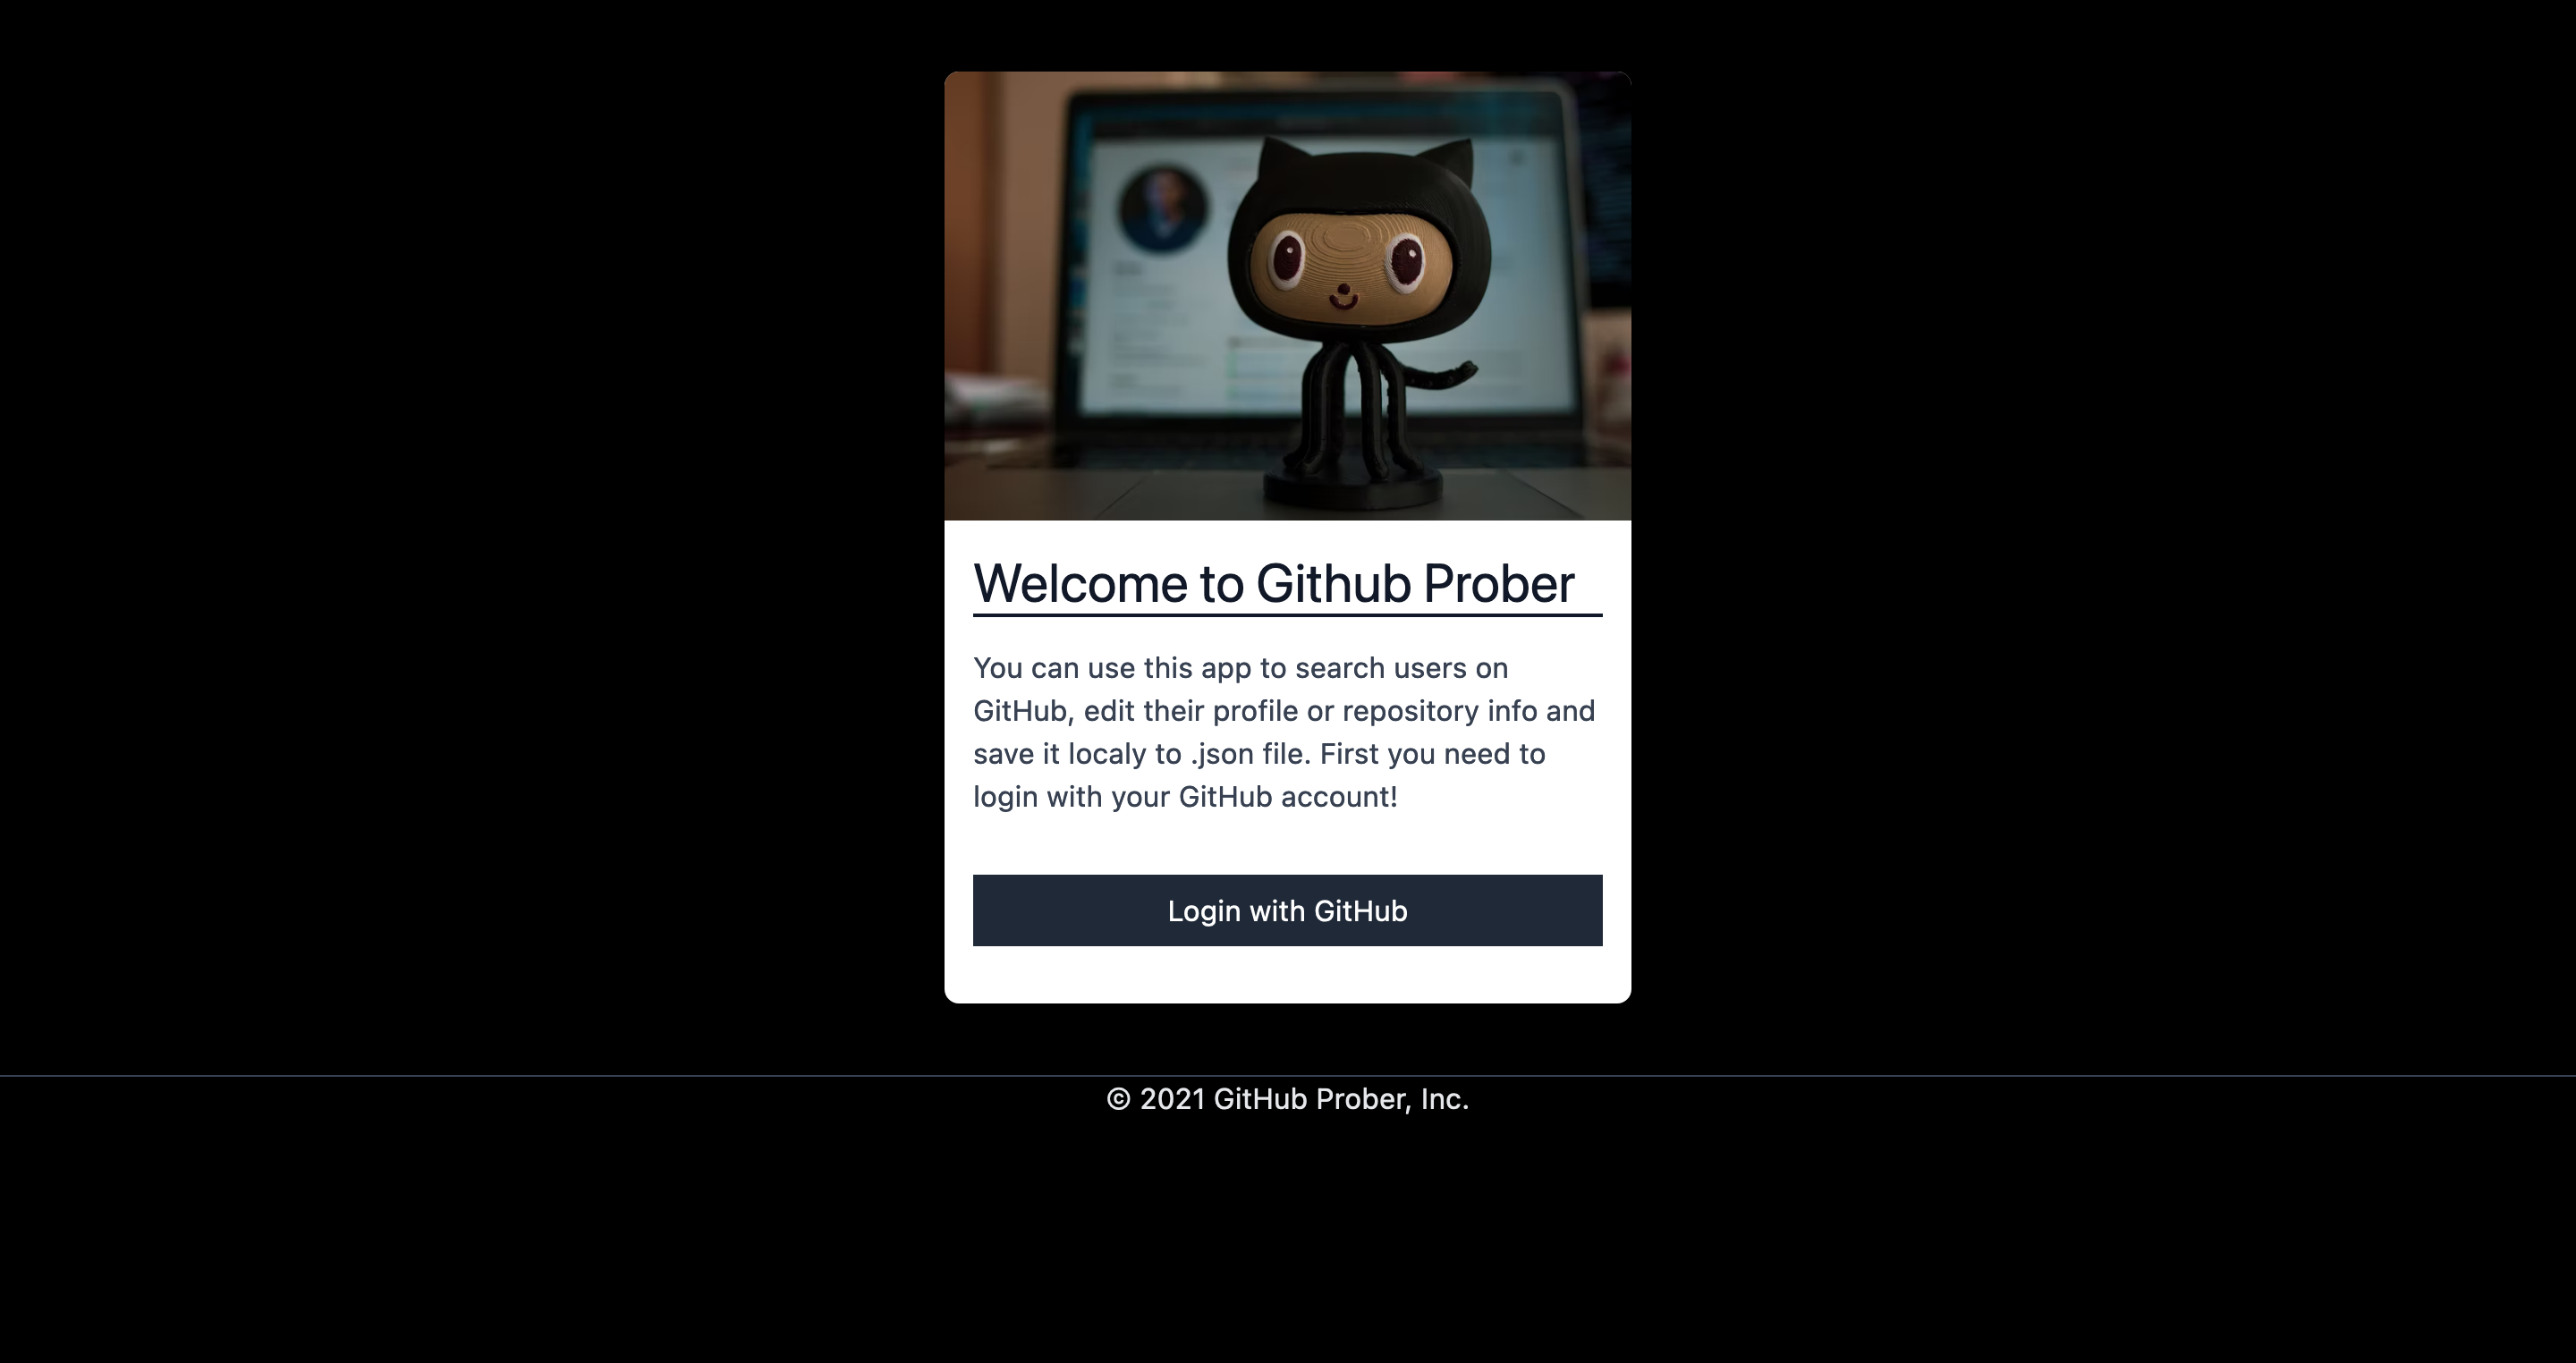 Welcome to Github Prober
You can use this app to search users on
GitHub, edit their profile or repository info and
save it localy to .json file. First you need to
login with your GitHub account!
Login with GitHub
© 2021 GitHub Prober, Inc.